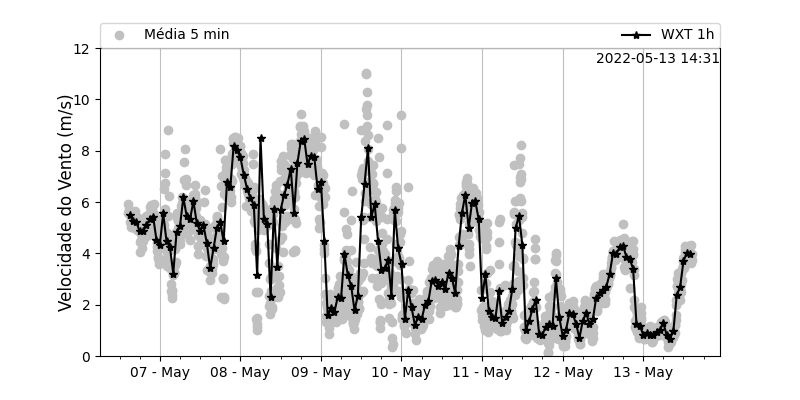 Média 5 min
WXT 1h
2022-05-13 14:31
Velocidade do Vento (m/s)
12
10
8
6
4
2
0
07 - May
08 - May
09 - May
10 - May
11 - May
12 - May
13 - May